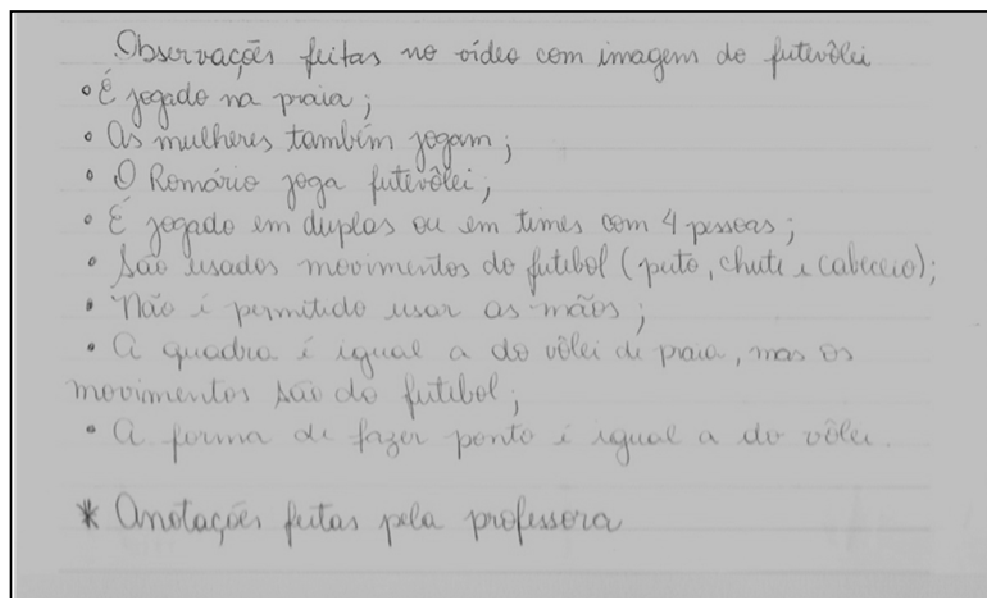 Observações feitas no vídeo com imagem do futevôlei
• É jogado na praia;
• As mulheres também jogam;
• O Romário joga futevôlei;
• É jogado em duplas ou em times com 4 pessoas;
• São usados movimentos do futebol (peito, chute e cabeceio);
• Não é permitido usar as mãos;
• A quadra é igual a do vôlei de praia, mas os
movimentos são do futebol;
• A forma de fazer ponto é igual a do vôlei.
* Anotações feitas pela professora